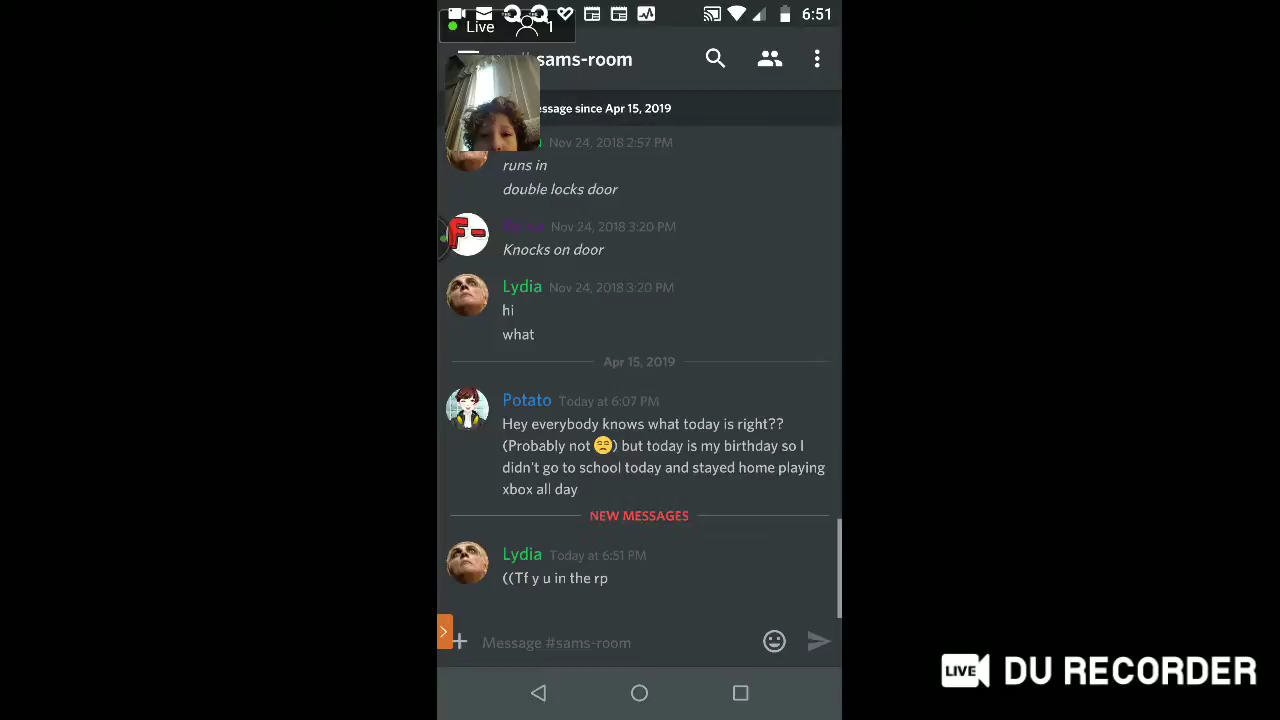 Live 1
6:51
sams-room
essage since Apr 15, 2019
Nov 24, 2018 2:57 PM
runs in
double locks door
F-
Nov 24, 2018 3:20 PM
Knocks on door
Lydia Nov 24, 2018 3:20 PM
hi
what
Apr 15, 2019
Potato Today at 6:07 PM
Hey everybody knows what today is right??
(Probably not 😒) but today is my birthday so I
didn't go to school today and stayed home playing
xbox all day
NEW MESSAGES
Lydia Today at 6:51 PM
((Tf y u in the rp
Message #sams-room
LIVE DU RECORDER